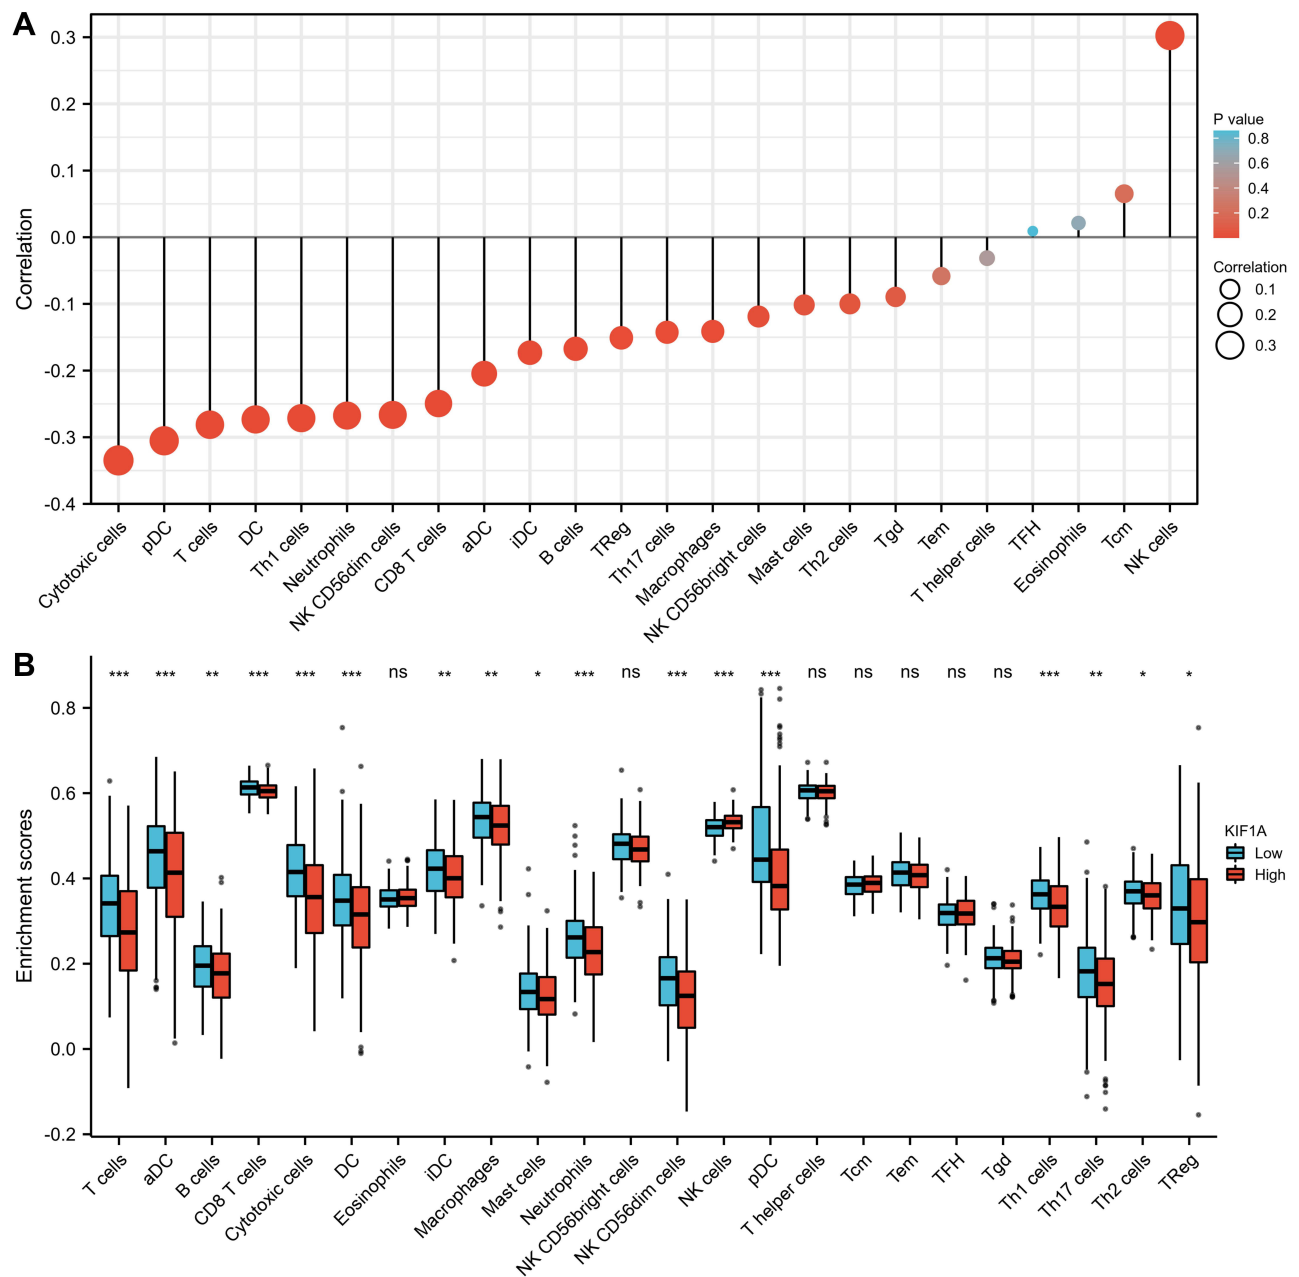 A
Correlation
0.3
0.2
0.1
0.0
-0.1
-0.2
-0.3
-0.4
Cytotoxic cells
pDC
T cells
DC
Th1 cells
Neutrophils
NK CD56dim cells
CD8 T cells
aDC
iDC
B cells
TReg
Th17 cells
Macrophages
NK CD56bright cells
Mast cells
Th2 cells
Tgd
Tem
T helper cells
TFH
Eosinophils
Tcm
NK cells
P value
0.8
0.6
0.4
0.2
Correlation
0.1
0.2
0.3
B
Enrichment scores
0.8
0.6
0.4
0.2
0.0
-0.2
*** *** ** *** *** *** ns ** ** * *** ns *** *** *** ns ns ns ns ns *** ** * *
T cells
aDC
B cells
CD8 T cells
Cytotoxic cells
DC
Eosinophils
iDC
Macrophages
Mast cells
Neutrophils
NK CD56bright cells
NK CD56dim cells
NK cells
pDC
T helper cells
Tcm
Tem
TFH
Tgd
Th1 cells
Th17 cells
Th2 cells
TReg
KIF1A
Low
High